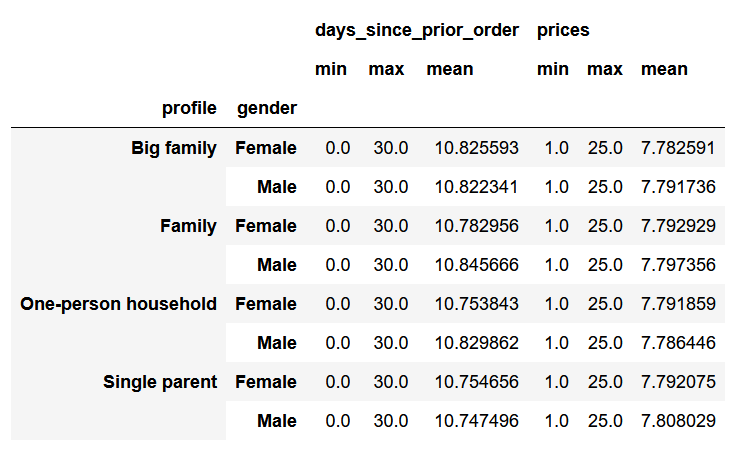 days_since_prior_order prices
min max mean min max mean
profile gender
Big family Female 0.0 30.0 10.825593 1.0 25.0 7.782591
Male 0.0 30.0 10.822341 1.0 25.0 7.791736
Family Female 0.0 30.0 10.782956 1.0 25.0 7.792929
Male 0.0 30.0 10.845666 1.0 25.0 7.797356
One-person household Female 0.0 30.0 10.753843 1.0 25.0 7.791859
Male 0.0 30.0 10.829862 1.0 25.0 7.786446
Single parent Female 0.0 30.0 10.754656 1.0 25.0 7.792075
Male 0.0 30.0 10.747496 1.0 25.0 7.808029